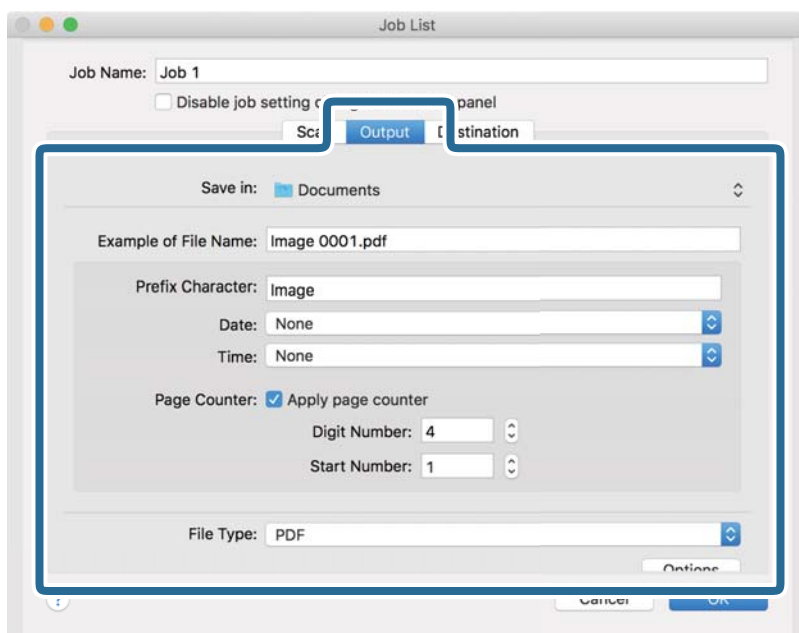 Job List
Job Name: Job 1
Disable job setting panel
Output
Save in: Documents
Example of File Name: Image 0001.pdf
Prefix Character: Image
Date: None
Time: None
Page Counter: Apply page counter
Digit Number: 4
Start Number: 1
File Type: PDF
Options
? Cancel OK